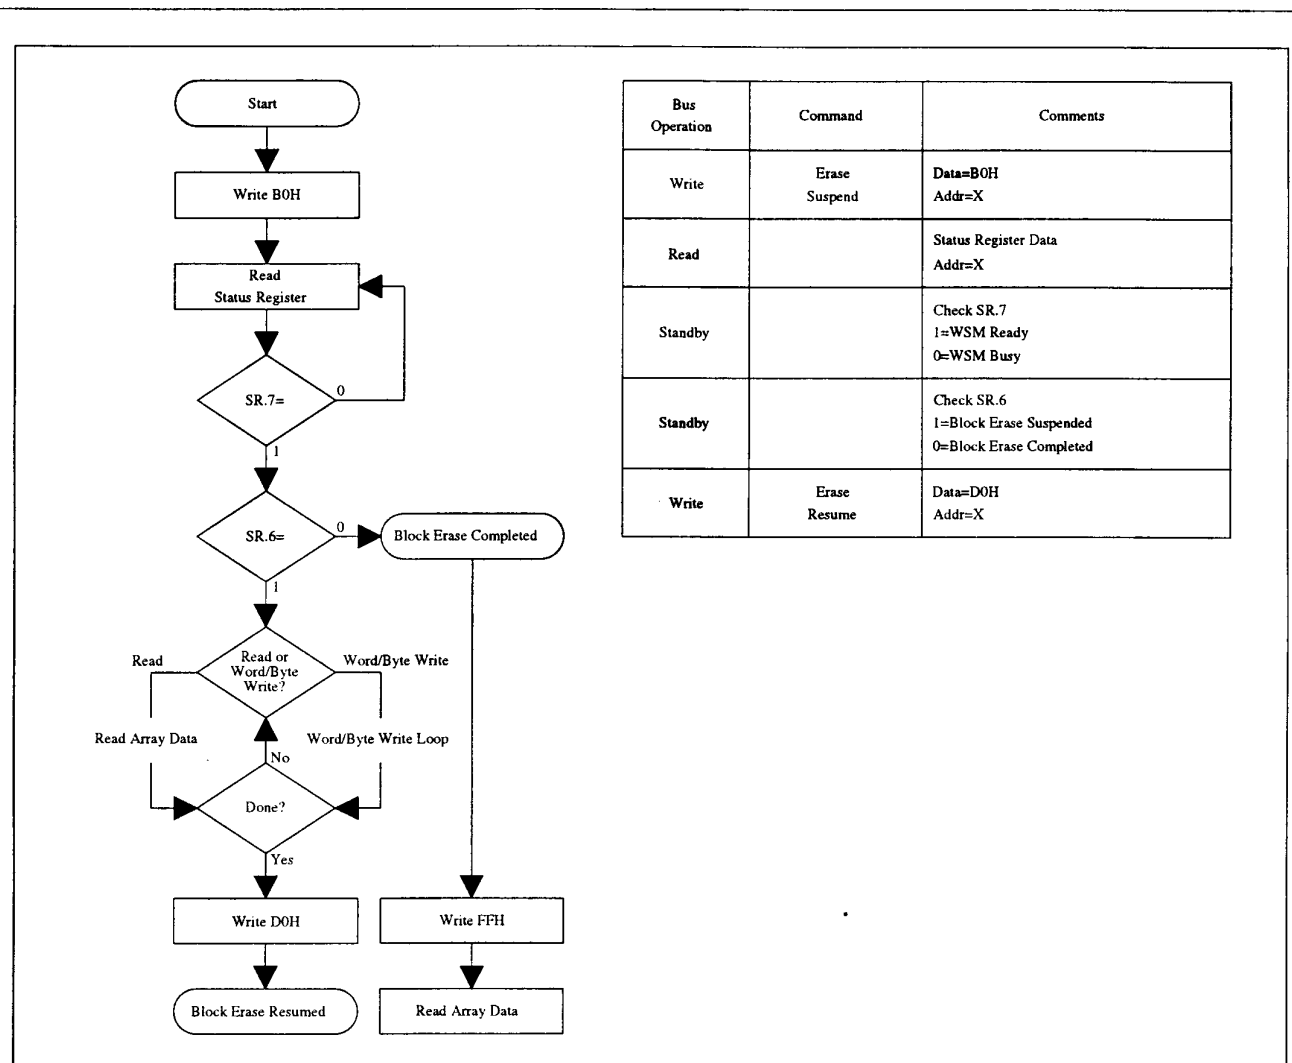 Start
Write B0H
Read
Status Register
SR.7=
0
1
SR.6=
0
Block Erase Completed
1
Read or
Word/Byte
Write?
Read
Word/Byte Write
Read Array Data
Word/Byte Write Loop
No
Done?
Yes
Write D0H
Write FFH
Block Erase Resumed
Read Array Data
Bus
Operation
Command
Comments
Write
Erase
Suspend
Data=B0H
Addr=X
Read
Status Register Data
Addr=X
Standby
Check SR.7
1=WSM Ready
0=WSM Busy
Standby
Check SR.6
1=Block Erase Suspended
0=Block Erase Completed
Write
Erase
Resume
Data=D0H
Addr=X